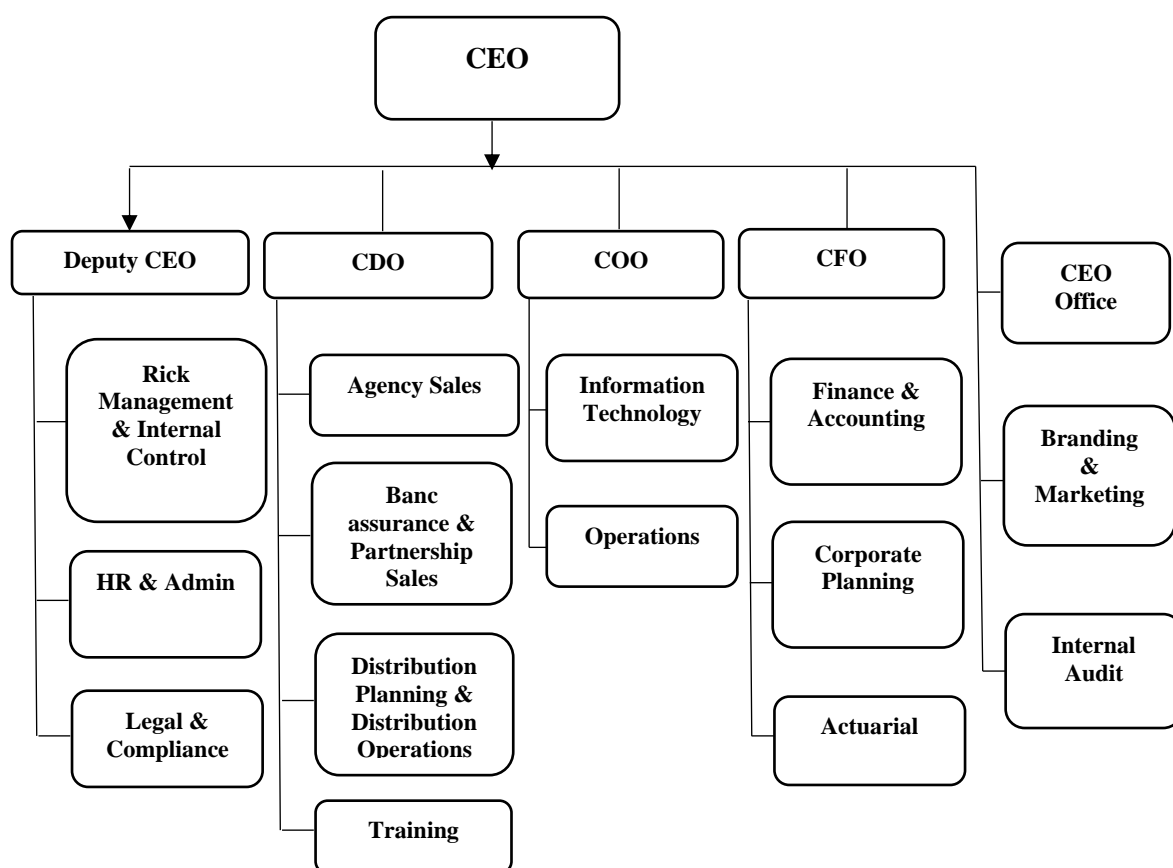 CEO
Deputy CEO
CDO
COO
CFO
CEO
Office
Rick
Management
& Internal
Control
HR & Admin
Legal &
Compliance
Agency Sales
Banc
assurance &
Partnership
Sales
Distribution
Planning &
Distribution
Operations
Training
Information
Technology
Operations
Finance &
Accounting
Corporate
Planning
Actuarial
Branding
&
Marketing
Internal
Audit